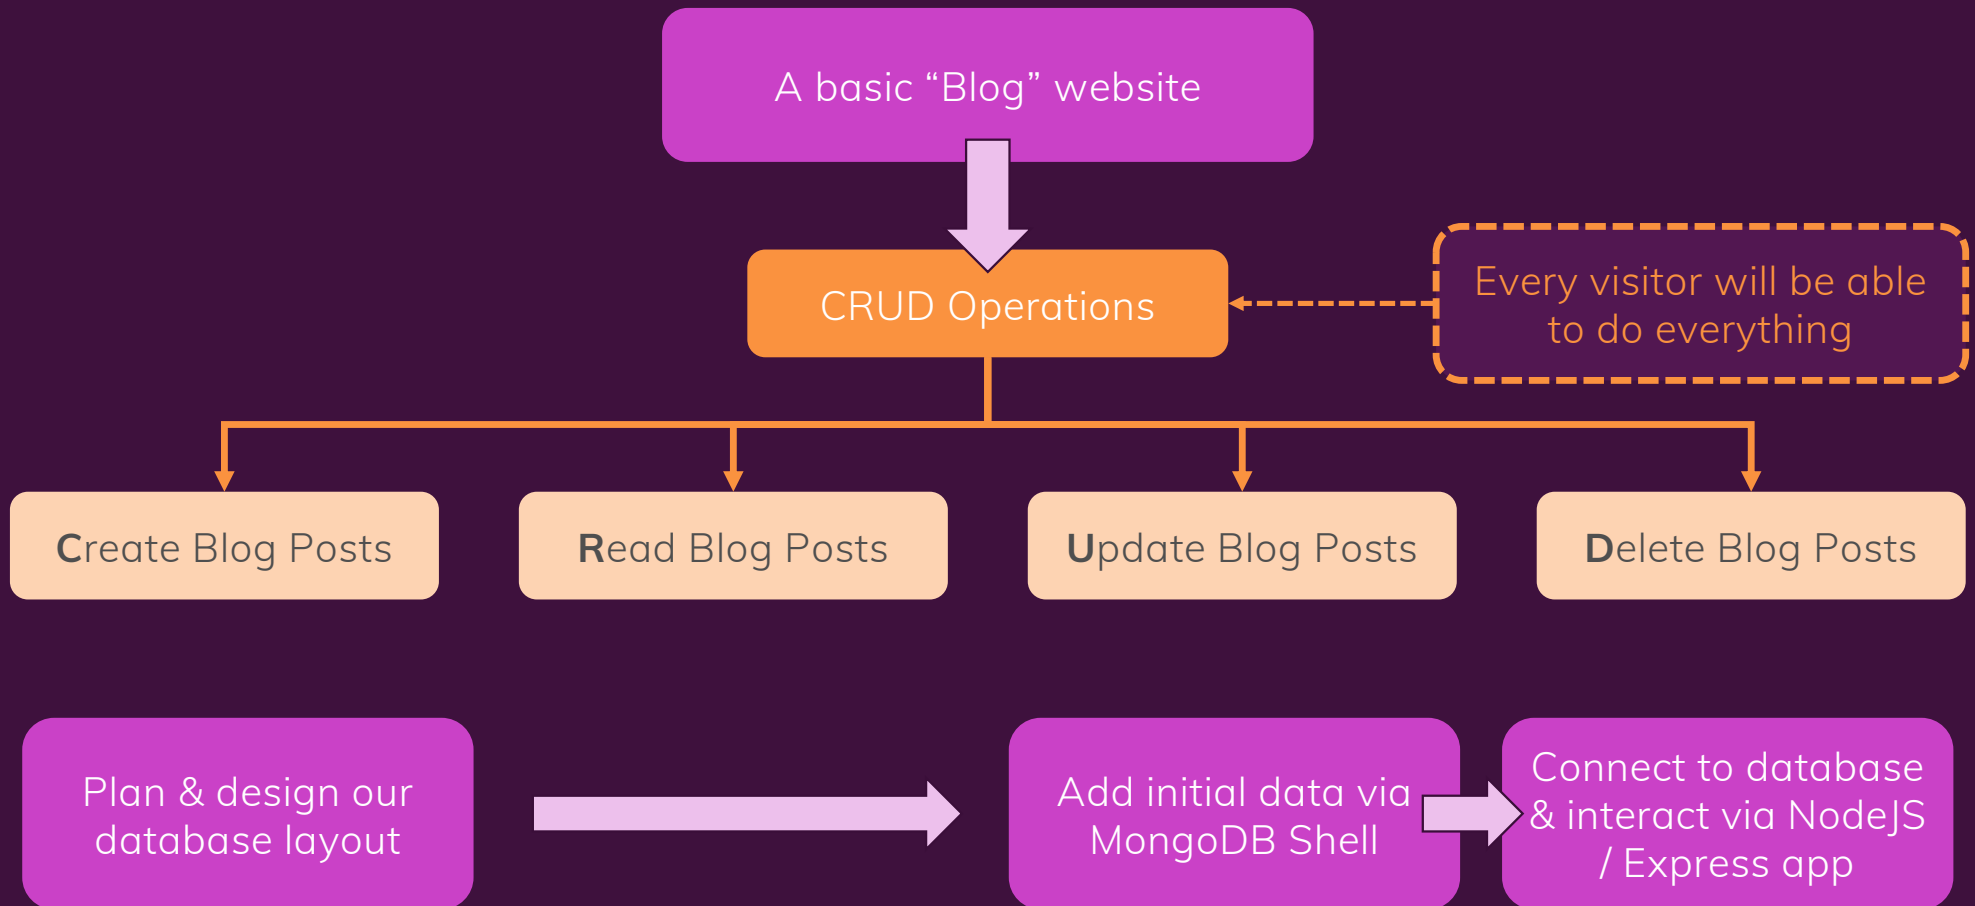 A basic “Blog” website
CRUD Operations
Every visitor will be able
to do everything
Create Blog Posts
Read Blog Posts
Update Blog Posts
Delete Blog Posts
Plan & design our
database layout
Add initial data via
MongoDB Shell
Connect to database
& interact via NodeJS
/ Express app